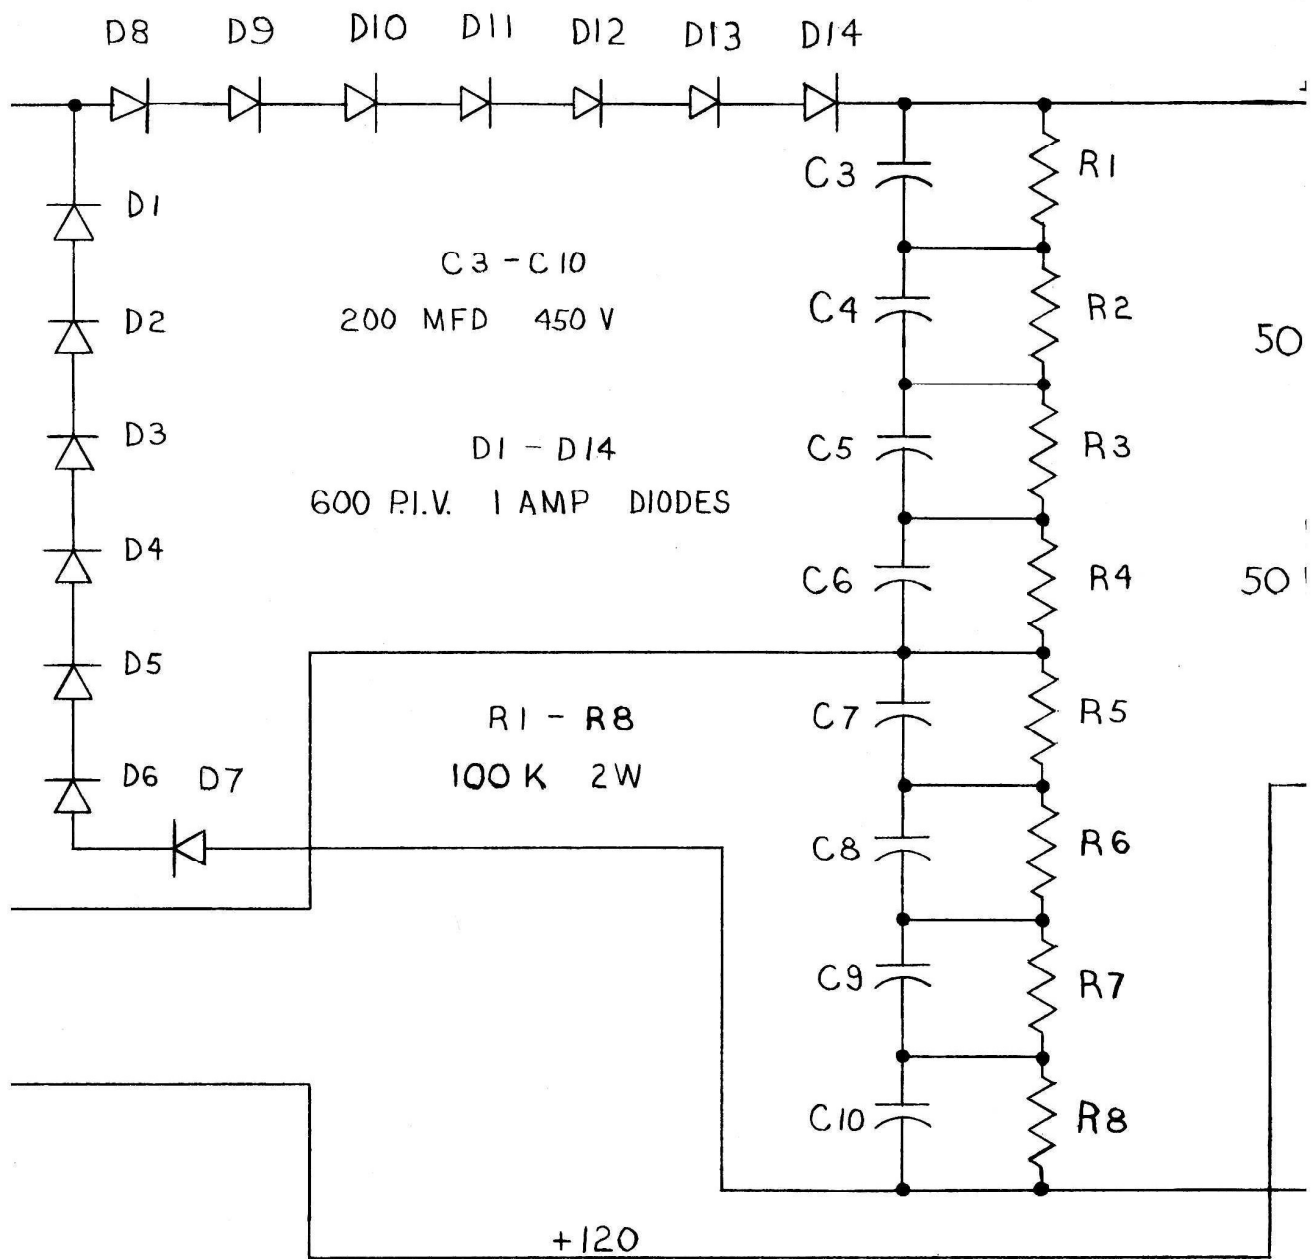 D8 D9 D10 D11 D12 D13 D14
D1
C3 R1
C3 - C10
200 MFD 450 V
D2
C4 R2
50
D3
D1 - D14
600 P.I.V. 1 AMP DIODES
C5 R3
D4
C6 R4
50
D5
R1 - R8
100 K 2W
C7 R5
D6 D7
C8 R6
C9 R7
C10 R8
+120